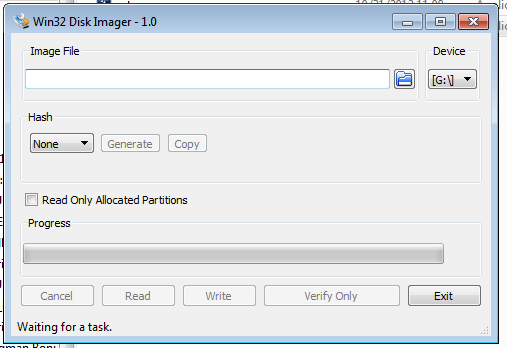 Win32 Disk Imager - 1.0
Image File
Device
[G:\]
Hash
None
Generate
Copy
Read Only Allocated Partitions
Progress
Cancel
Read
Write
Verify Only
Exit
Waiting for a task.